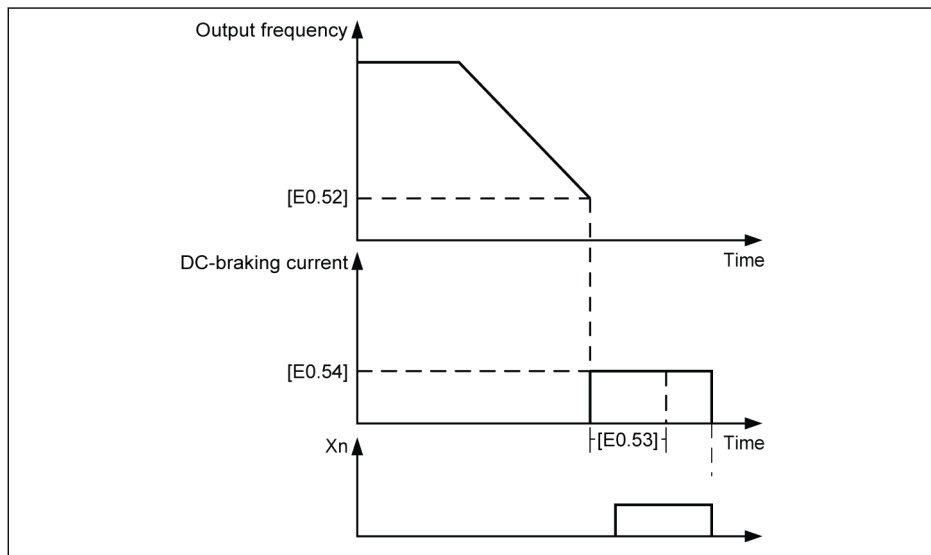 Output frequency
[E0.52]
Time
DC-braking current
[E0.54]
[E0.53]
Time
Xn